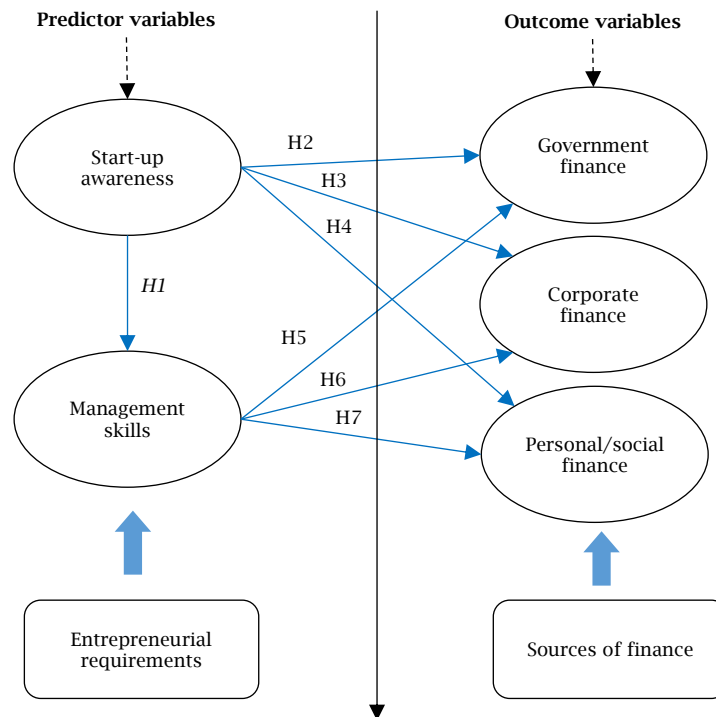 Predictor variables
Outcome variables
Start-up
awareness
H2
Government
finance
H3
H4
H1
Corporate
finance
H5
H6
Management
skills
H7
Personal/social
finance
Entrepreneurial
requirements
Sources of finance